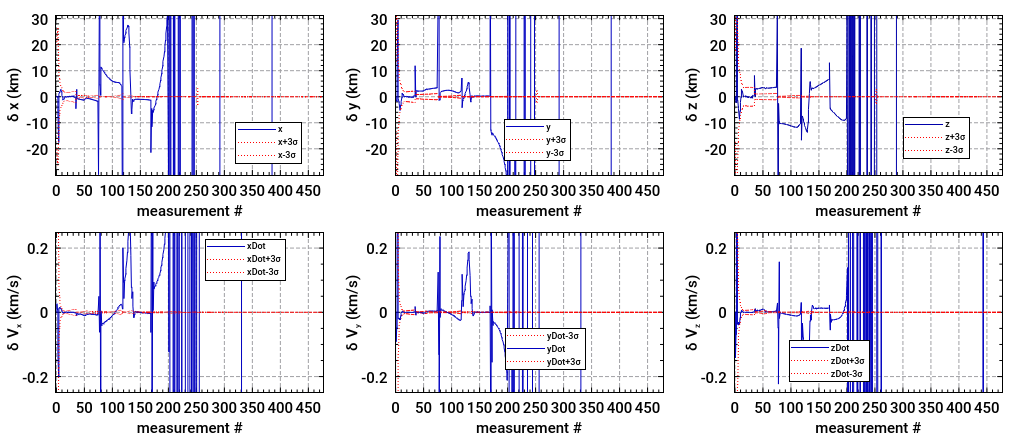 δ x (km)
30
20
10
0
-10
-20
x
x+3σ
x-3σ
0 50 100 150 200 250 300 350 400 450
measurement #
δ y (km)
30
20
10
0
-10
-20
y
y+3σ
y-3σ
0 50 100 150 200 250 300 350 400 450
measurement #
δ z (km)
30
20
10
0
-10
-20
z
z+3σ
z-3σ
0 50 100 150 200 250 300 350 400 450
measurement #
δ Vx (km/s)
0.2
0
-0.2
xDot
xDot+3σ
xDot-3σ
0 50 100 150 200 250 300 350 400 450
measurement #
δ Vy (km/s)
0.2
0
-0.2
yDot-3σ
yDot
yDot+3σ
0 50 100 150 200 250 300 350 400 450
measurement #
δ Vz (km/s)
0.2
0
-0.2
zDot
zDot+3σ
zDot-3σ
0 50 100 150 200 250 300 350 400 450
measurement #